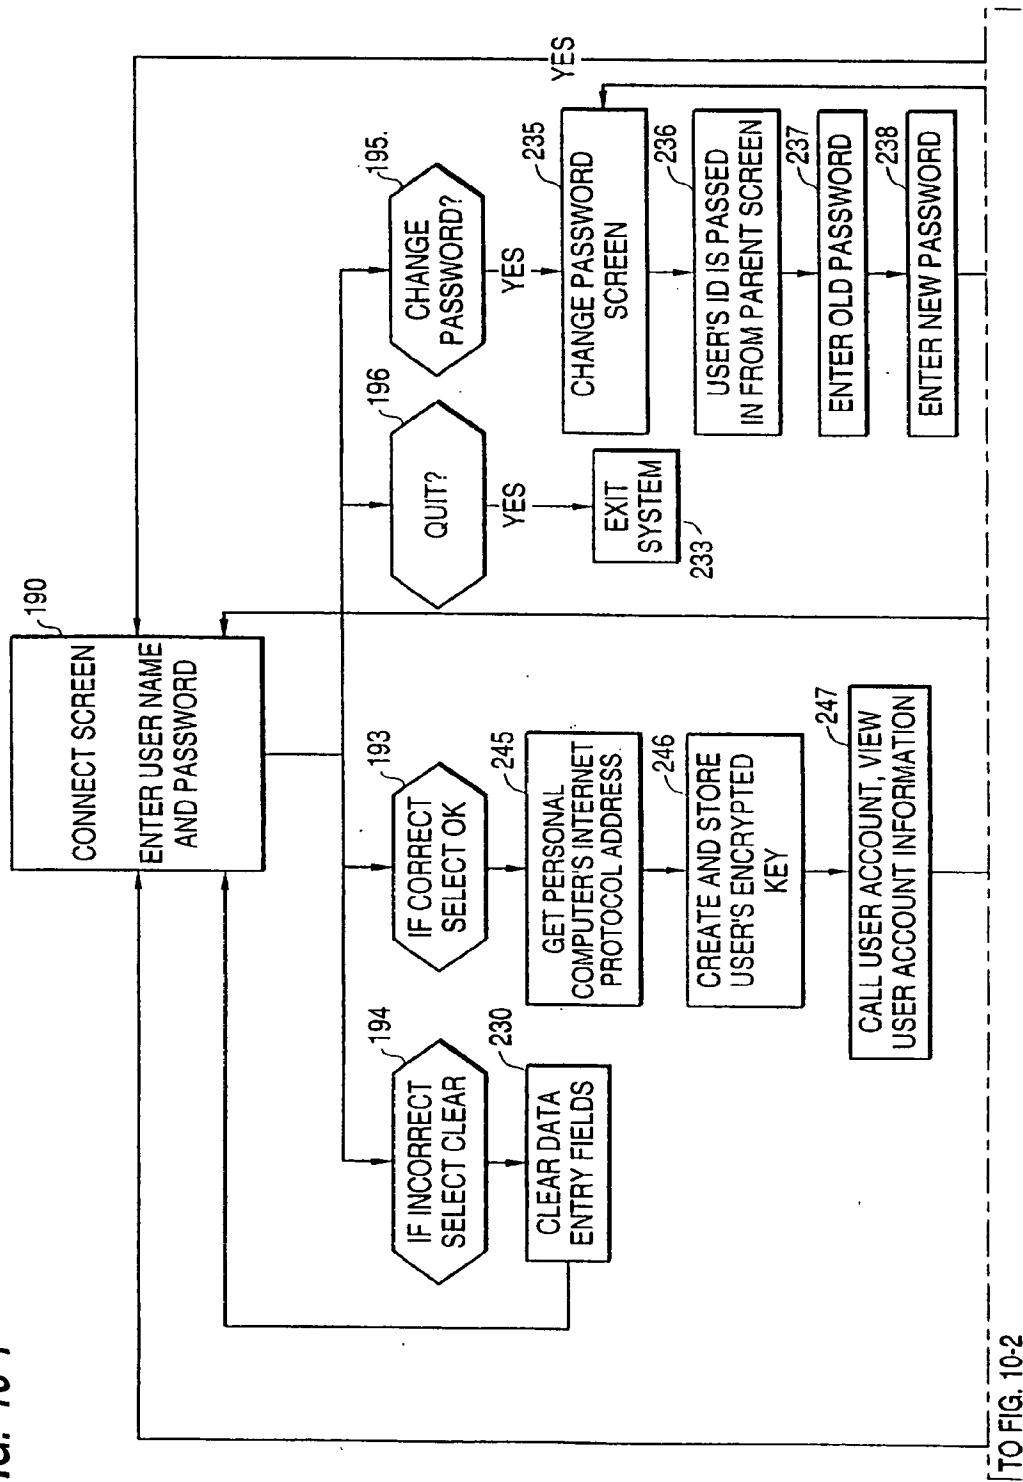 190
CONNECT SCREEN
ENTER USER NAME
AND PASSWORD
194
IF INCORRECT
SELECT CLEAR
230
CLEAR DATA
ENTRY FIELDS
193
IF CORRECT
SELECT OK
245
GET PERSONAL
COMPUTER'S INTERNET
PROTOCOL ADDRESS
246
CREATE AND STORE
USER'S ENCRYPTED
KEY
247
CALL USER ACCOUNT, VIEW
USER ACCOUNT INFORMATION
196
QUIT?
YES
EXIT
SYSTEM
233
195.
CHANGE
PASSWORD?
YES
235
CHANGE PASSWORD
SCREEN
236
USER'S ID IS PASSED
IN FROM PARENT SCREEN
237
ENTER OLD PASSWORD
238
ENTER NEW PASSWORD
YES
TO FIG. 10-2